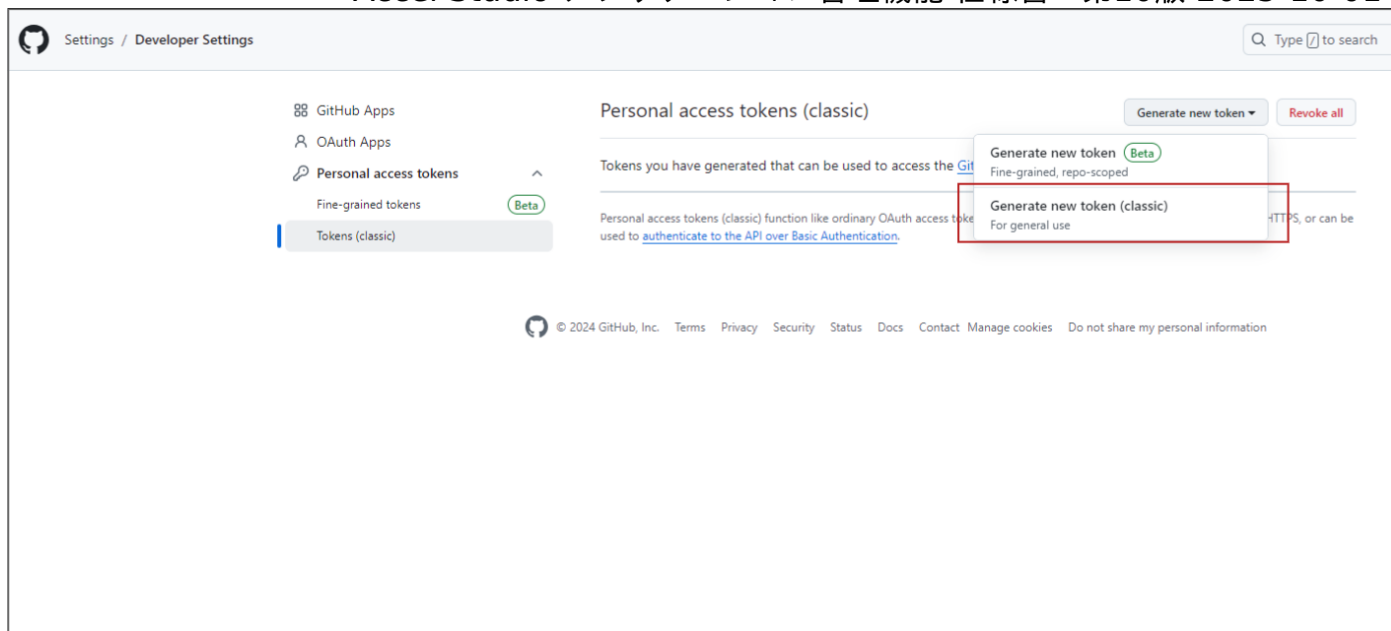 Settings / Developer Settings
Type / to search
GitHub Apps
OAuth Apps
Personal access tokens
Fine-grained tokens Beta
Tokens (classic)
Personal access tokens (classic)
Generate new token
Revoke all
Tokens you have generated that can be used to access the Git
Generate new token Beta
Fine-grained, repo-scoped
Generate new token (classic)
For general use
Personal access tokens (classic) function like ordinary OAuth access toke HTTPS, or can be
used to authenticate to the API over Basic Authentication.
© 2024 GitHub, Inc. Terms Privacy Security Status Docs Contact Manage cookies Do not share my personal information